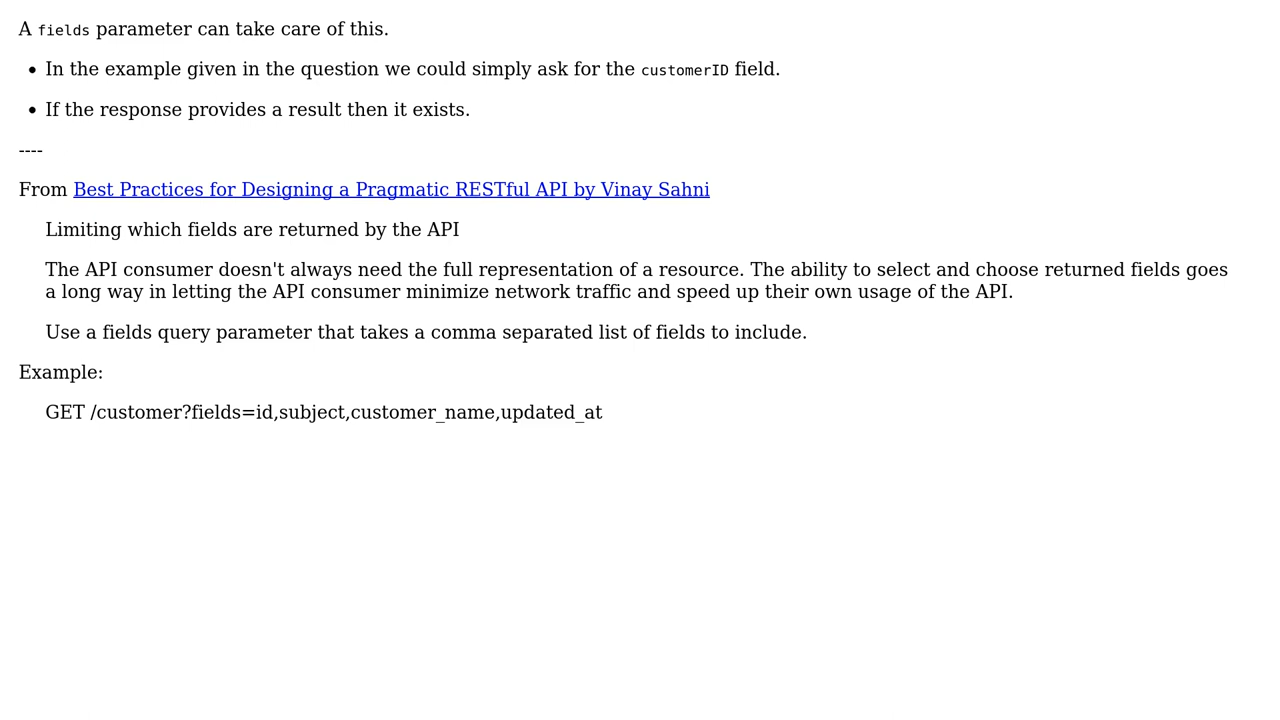 A fields parameter can take care of this.
• In the example given in the question we could simply ask for the customerID field.
• If the response provides a result then it exists.
----
From Best Practices for Designing a Pragmatic RESTful API by Vinay Sahni
Limiting which fields are returned by the API
The API consumer doesn't always need the full representation of a resource. The ability to select and choose returned fields goes
a long way in letting the API consumer minimize network traffic and speed up their own usage of the API.
Use a fields query parameter that takes a comma separated list of fields to include.
Example:
GET /customer?fields=id,subject,customer_name,updated_at